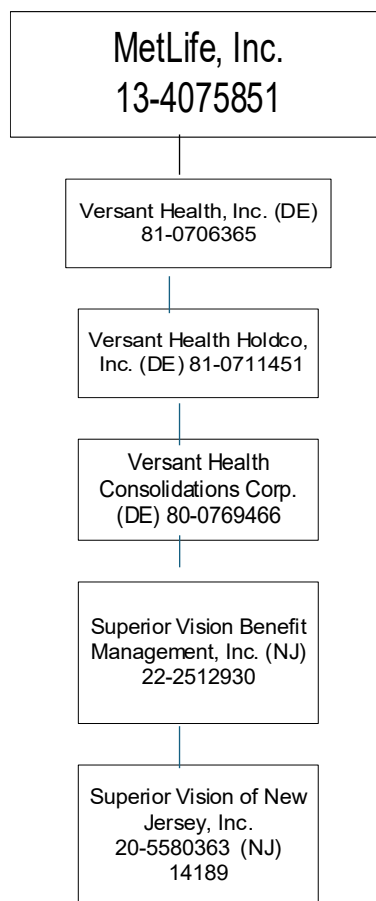 MetLife, Inc.
13-4075851
Versant Health, Inc. (DE)
81-0706365
Versant Health Holdco,
Inc. (DE) 81-0711451
Versant Health
Consolidations Corp.
(DE) 80-0769466
Superior Vision Benefit
Management, Inc. (NJ)
22-2512930
Superior Vision of New
Jersey, Inc.
20-5580363 (NJ)
14189